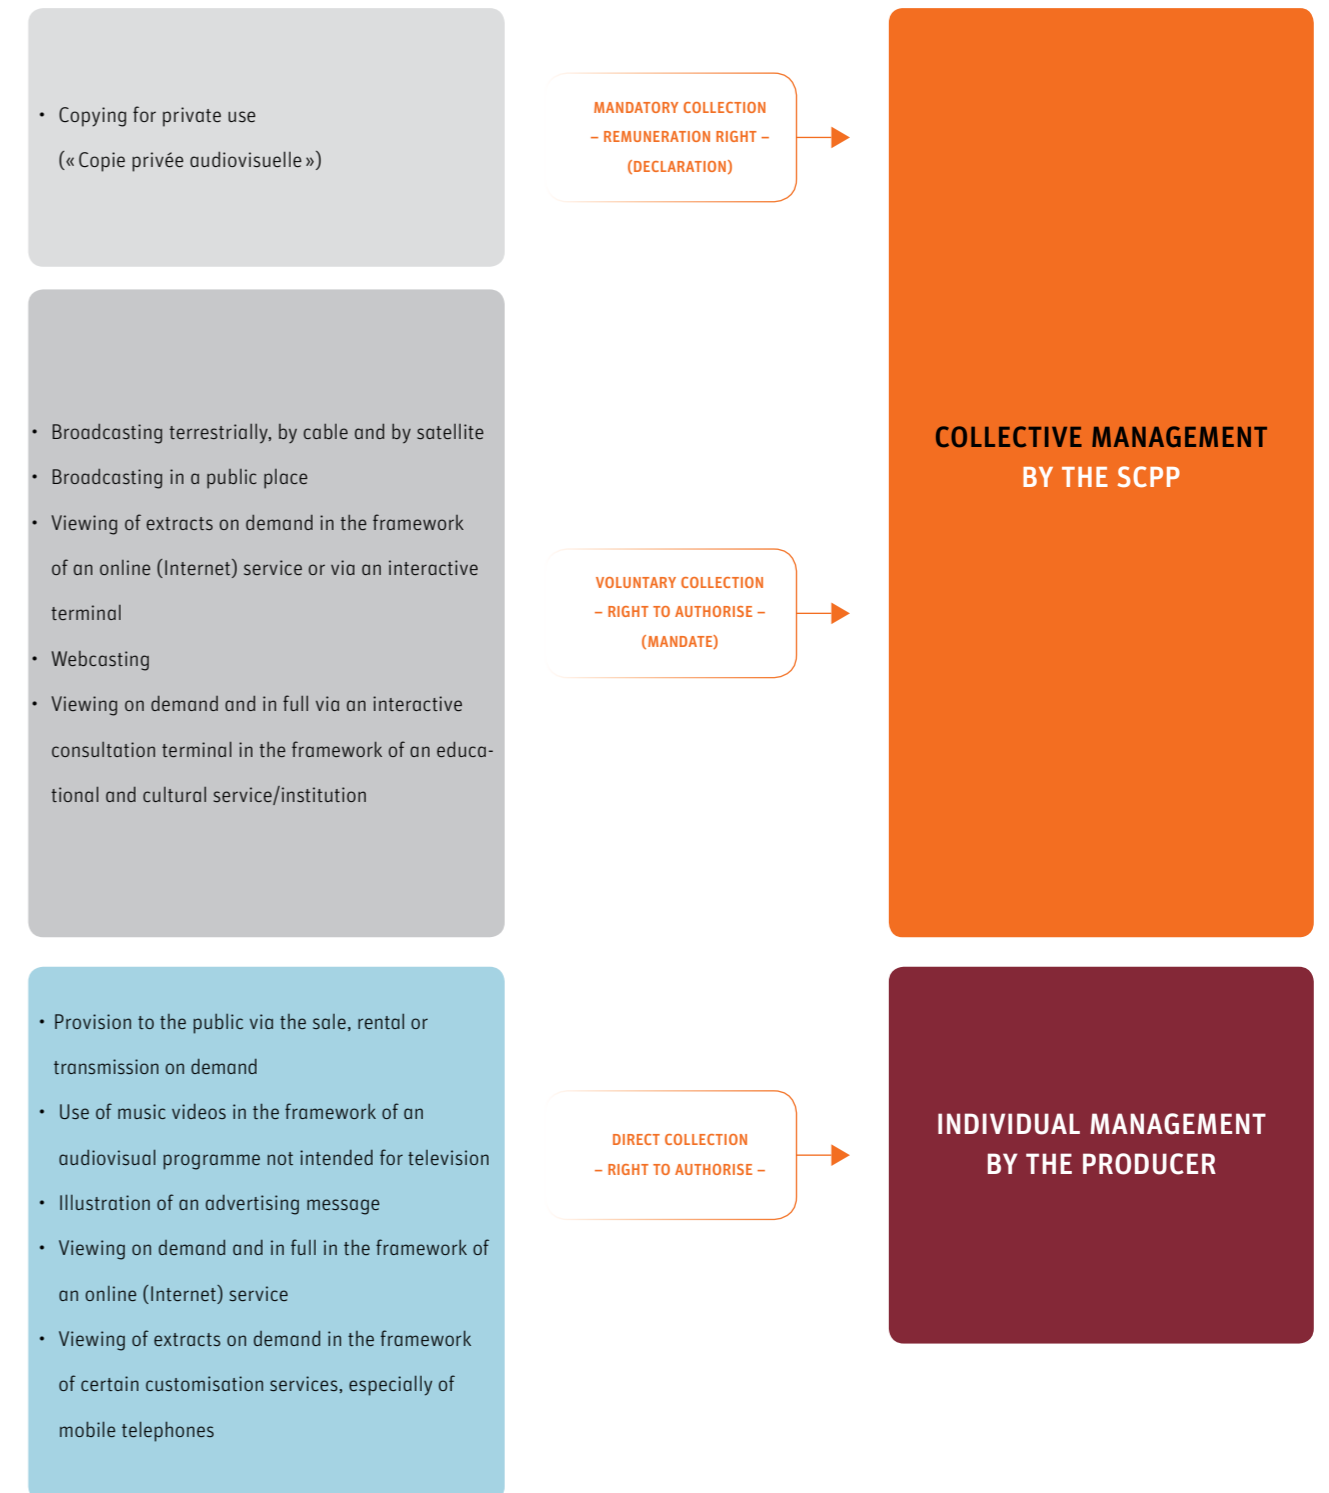 • Copying for private use
(« Copie privée audiovisuelle »)
MANDATORY COLLECTION
– REMUNERATION RIGHT –
(DECLARATION)
• Broadcasting terrestrially, by cable and by satellite
• Broadcasting in a public place
• Viewing of extracts on demand in the framework
of an online (Internet) service or via an interactive
terminal
• Webcasting
• Viewing on demand and in full via an interactive
consultation terminal in the framework of an educa-
tional and cultural service/institution
VOLUNTARY COLLECTION
– RIGHT TO AUTHORISE –
(MANDATE)
COLLECTIVE MANAGEMENT
BY THE SCPP
• Provision to the public via the sale, rental or
transmission on demand
• Use of music videos in the framework of an
audiovisual programme not intended for television
• Illustration of an advertising message
• Viewing on demand and in full in the framework of
an online (Internet) service
• Viewing of extracts on demand in the framework
of certain customisation services, especially of
mobile telephones
DIRECT COLLECTION
– RIGHT TO AUTHORISE –
INDIVIDUAL MANAGEMENT
BY THE PRODUCER